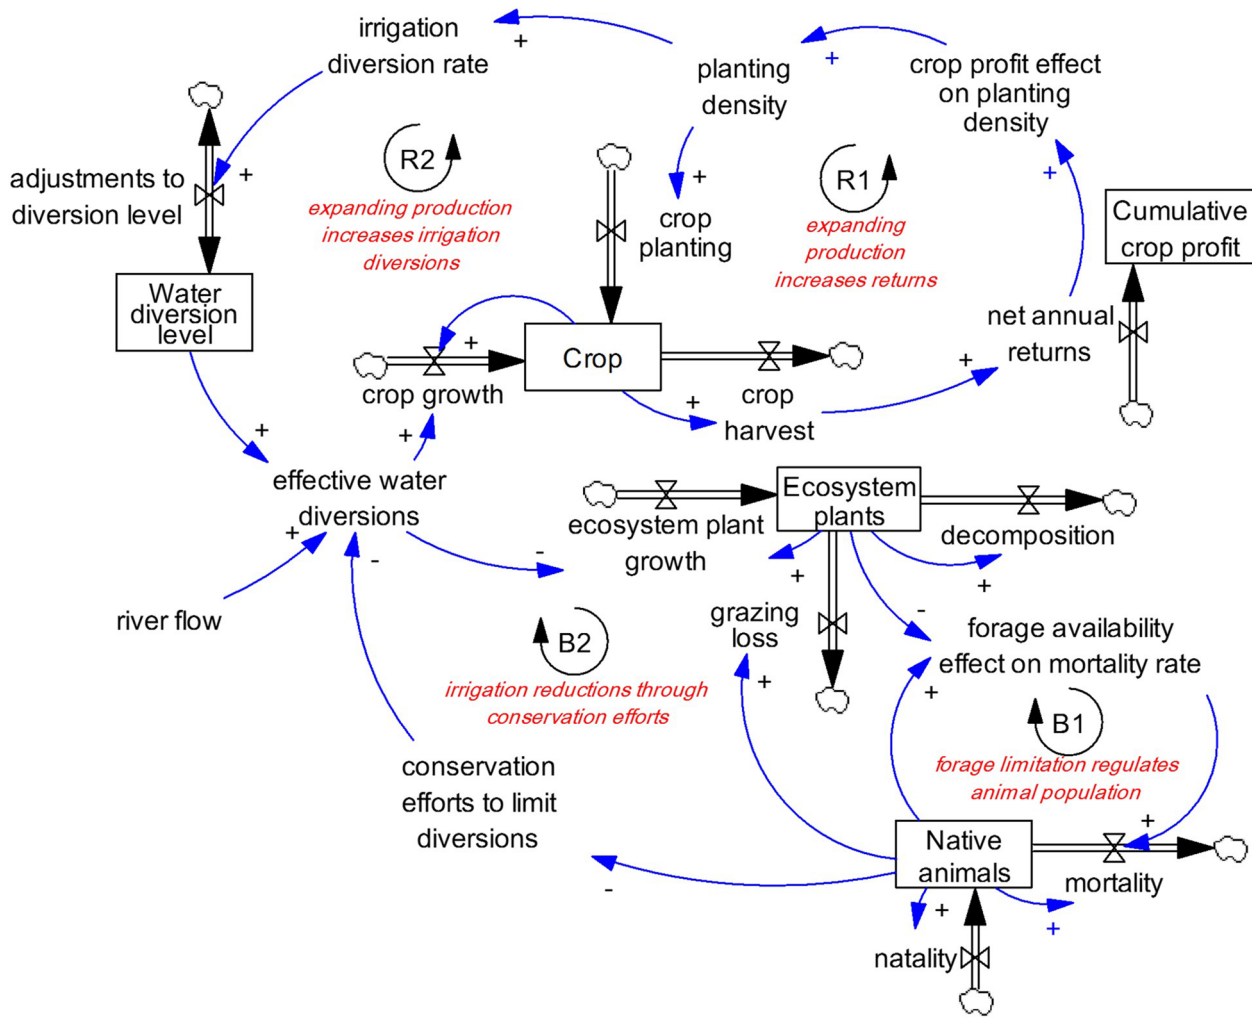 irrigation
diversion rate
+
planting
density
+
crop profit effect
on planting
density
+
adjustments to
diversion level
+
R2
expanding production
increases irrigation
diversions
+
crop
planting
R1
expanding
production
increases returns
Cumulative
crop profit
Water
diversion
level
+
crop growth
Crop
+
crop
harvest
+
net annual
returns
+
+
effective water
diversions
+
-
-
river flow
ecosystem plant
growth
Ecosystem
plants
decomposition
+
+
-
grazing
loss
+
forage availability
effect on mortality rate
+
B2
irrigation reductions through
conservation efforts
B1
forage limitation regulates
animal population
conservation
efforts to limit
diversions
-
Native
animals
+
mortality
+
+
natality